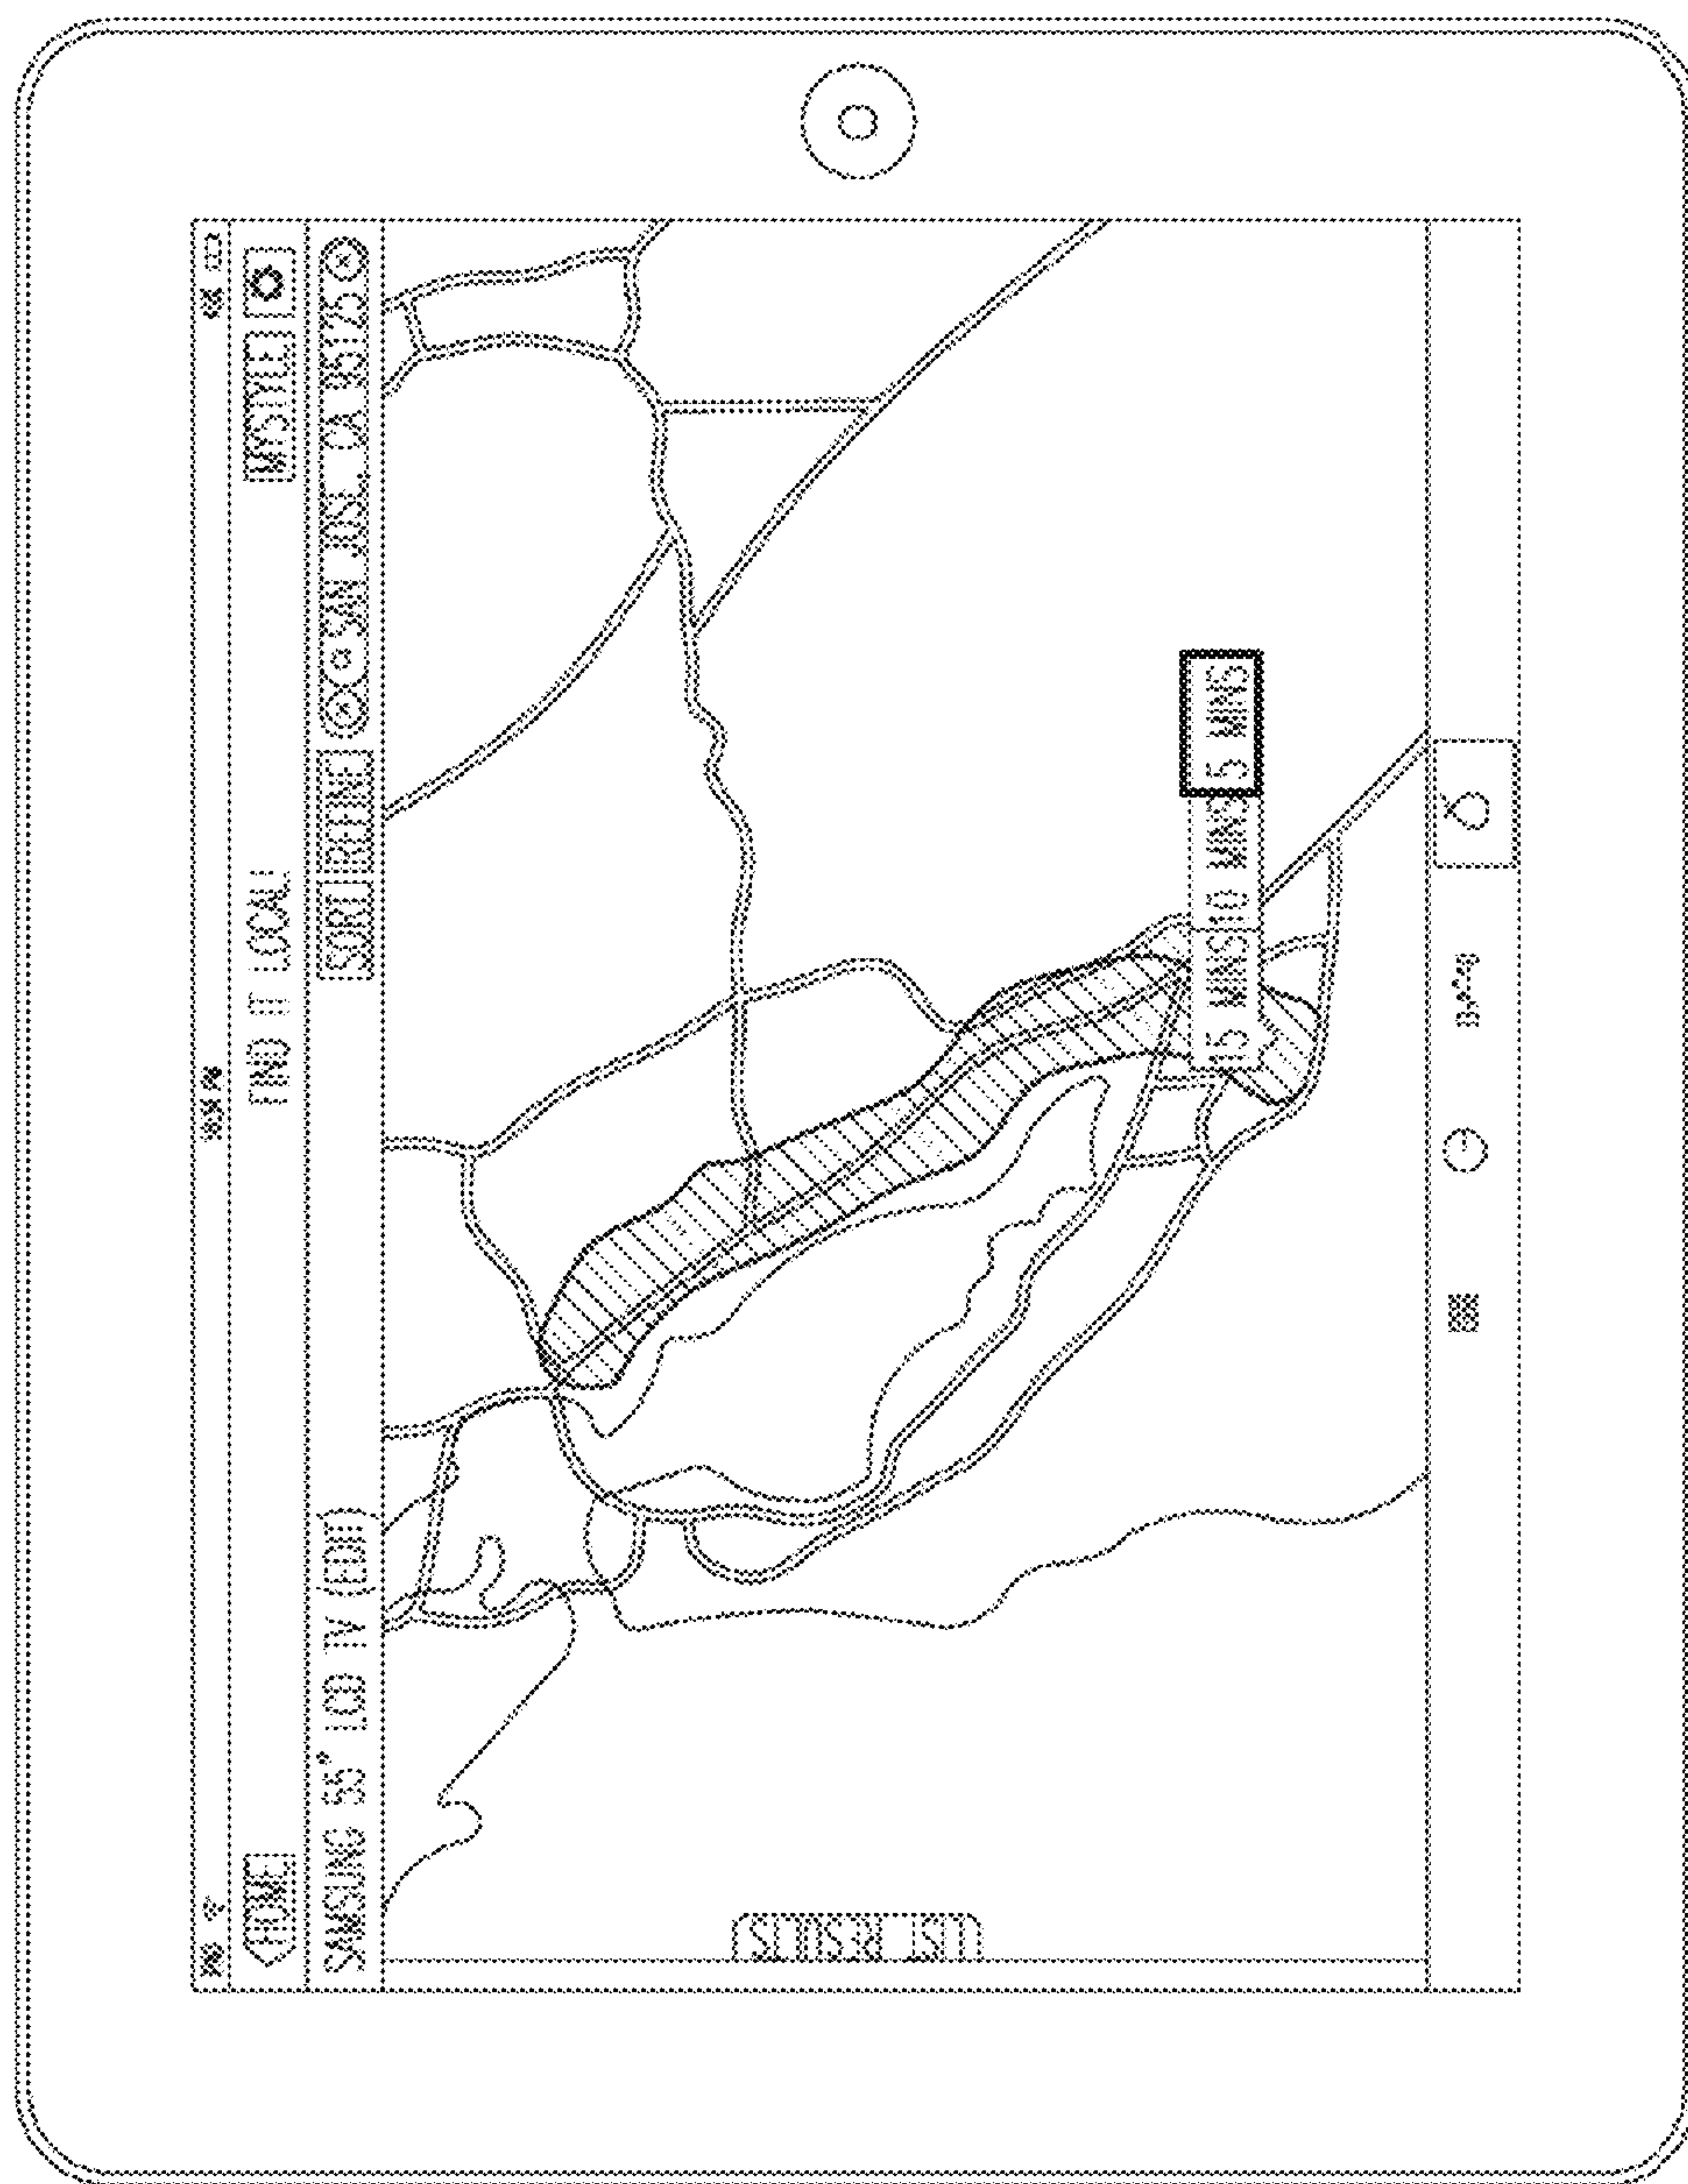 FIND IT LOCAL!
HOME
MYSTYLE
SAMSUNG 55" LCD TV (EDIT)
SORT REFINE
SAN JOSE, CA 95125
LIST RESULTS
15 MINS 10 MINS 5 MINS